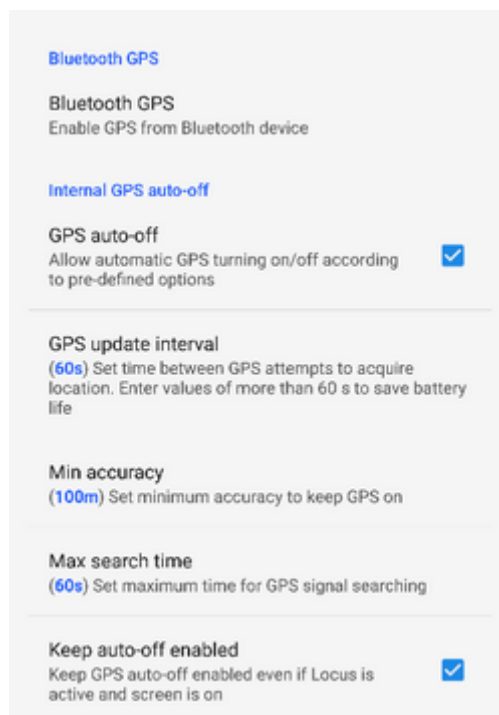 Bluetooth GPS
Bluetooth GPS
Enable GPS from Bluetooth device
Internal GPS auto-off
GPS auto-off
Allow automatic GPS turning on/off according
to pre-defined options
GPS update interval
(60s) Set time between GPS attempts to acquire
location. Enter values of more than 60 s to save battery
life
Min accuracy
(100m) Set minimum accuracy to keep GPS on
Max search time
(60s) Set maximum time for GPS signal searching
Keep auto-off enabled
Keep GPS auto-off enabled even if Locus is
active and screen is on